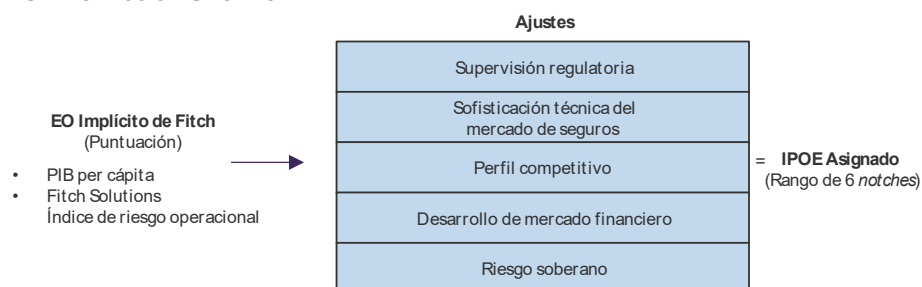 Ajustes
Supervisión regulatoria
Sofisticación técnica del
mercado de seguros
Perfil competitivo
Desarrollo de mercado financiero
Riesgo soberano
EO Implícito de Fitch
(Puntuación)
• PIB per cápita
• Fitch Solutions
Índice de riesgo operacional
= IPOE Asignado
(Rango de 6 notches)